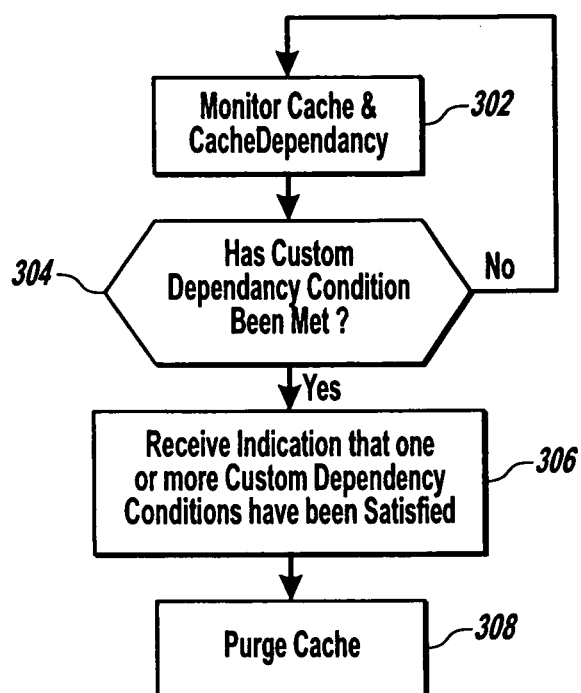 Monitor Cache &
CacheDependancy
302
Has Custom
Dependancy Condition
Been Met ?
304
No
Yes
Receive Indication that one
or more Custom Dependency
Conditions have been Satisfied
306
Purge Cache
308